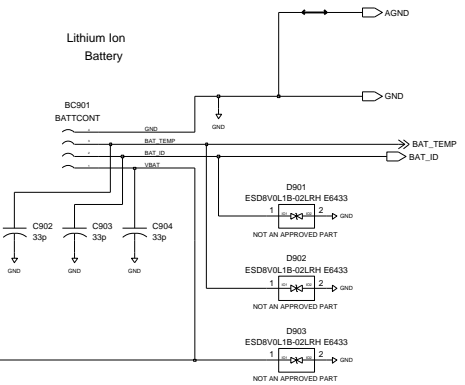 AGND
Lithium Ion
Battery
GND
BC901
BATTCONT
GND
GND
BAT_TEMP
BAT_TEMP
BAT_ID
BAT_ID
VBAT
D901
ESD8V0L1B-02LRH E6433
1 2 GND
NOT AN APPROVED PART
C902 C903 C904
33p 33p 33p
GND GND GND
D902
ESD8V0L1B-02LRH E6433
1 2 GND
NOT AN APPROVED PART
D903
ESD8V0L1B-02LRH E6433
1 2 GND
NOT AN APPROVED PART